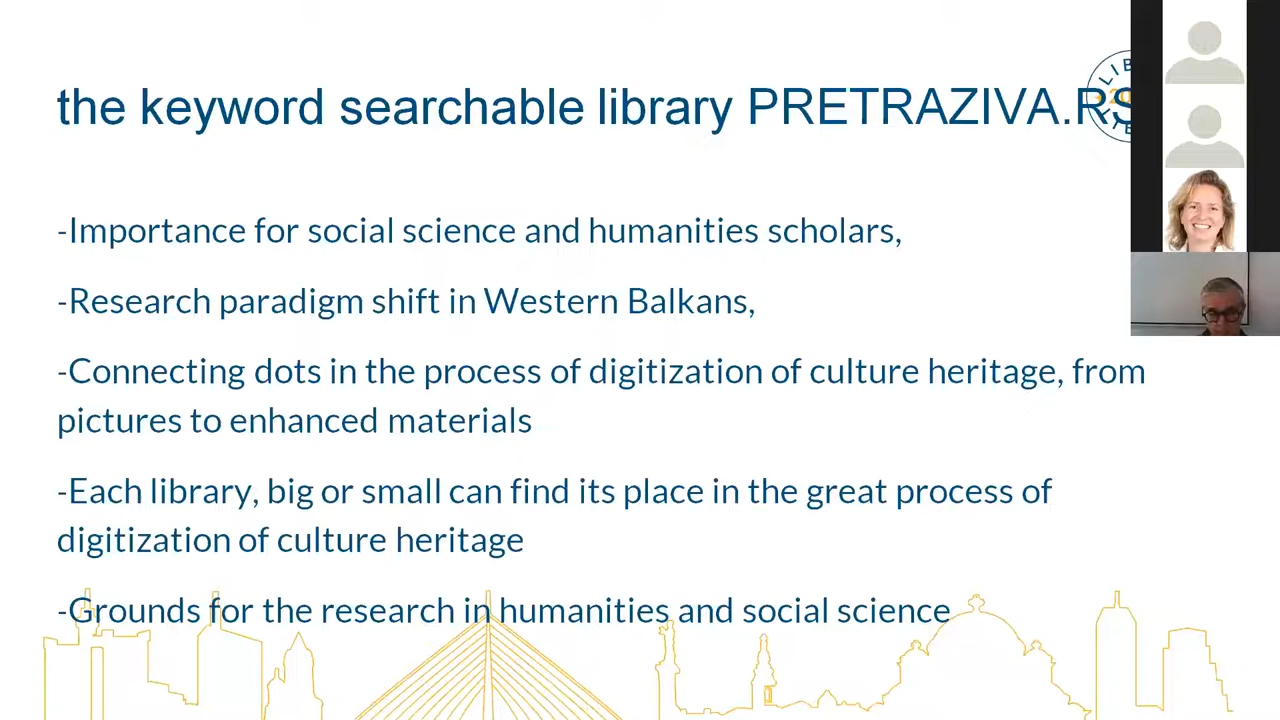 the keyword searchable library PRETRAZIVA.RS
-Importance for social science and humanities scholars,
-Research paradigm shift in Western Balkans,
-Connecting dots in the process of digitization of culture heritage, from
pictures to enhanced materials
-Each library, big or small can find its place in the great process of
digitization of culture heritage
-Grounds for the research in humanities and social science